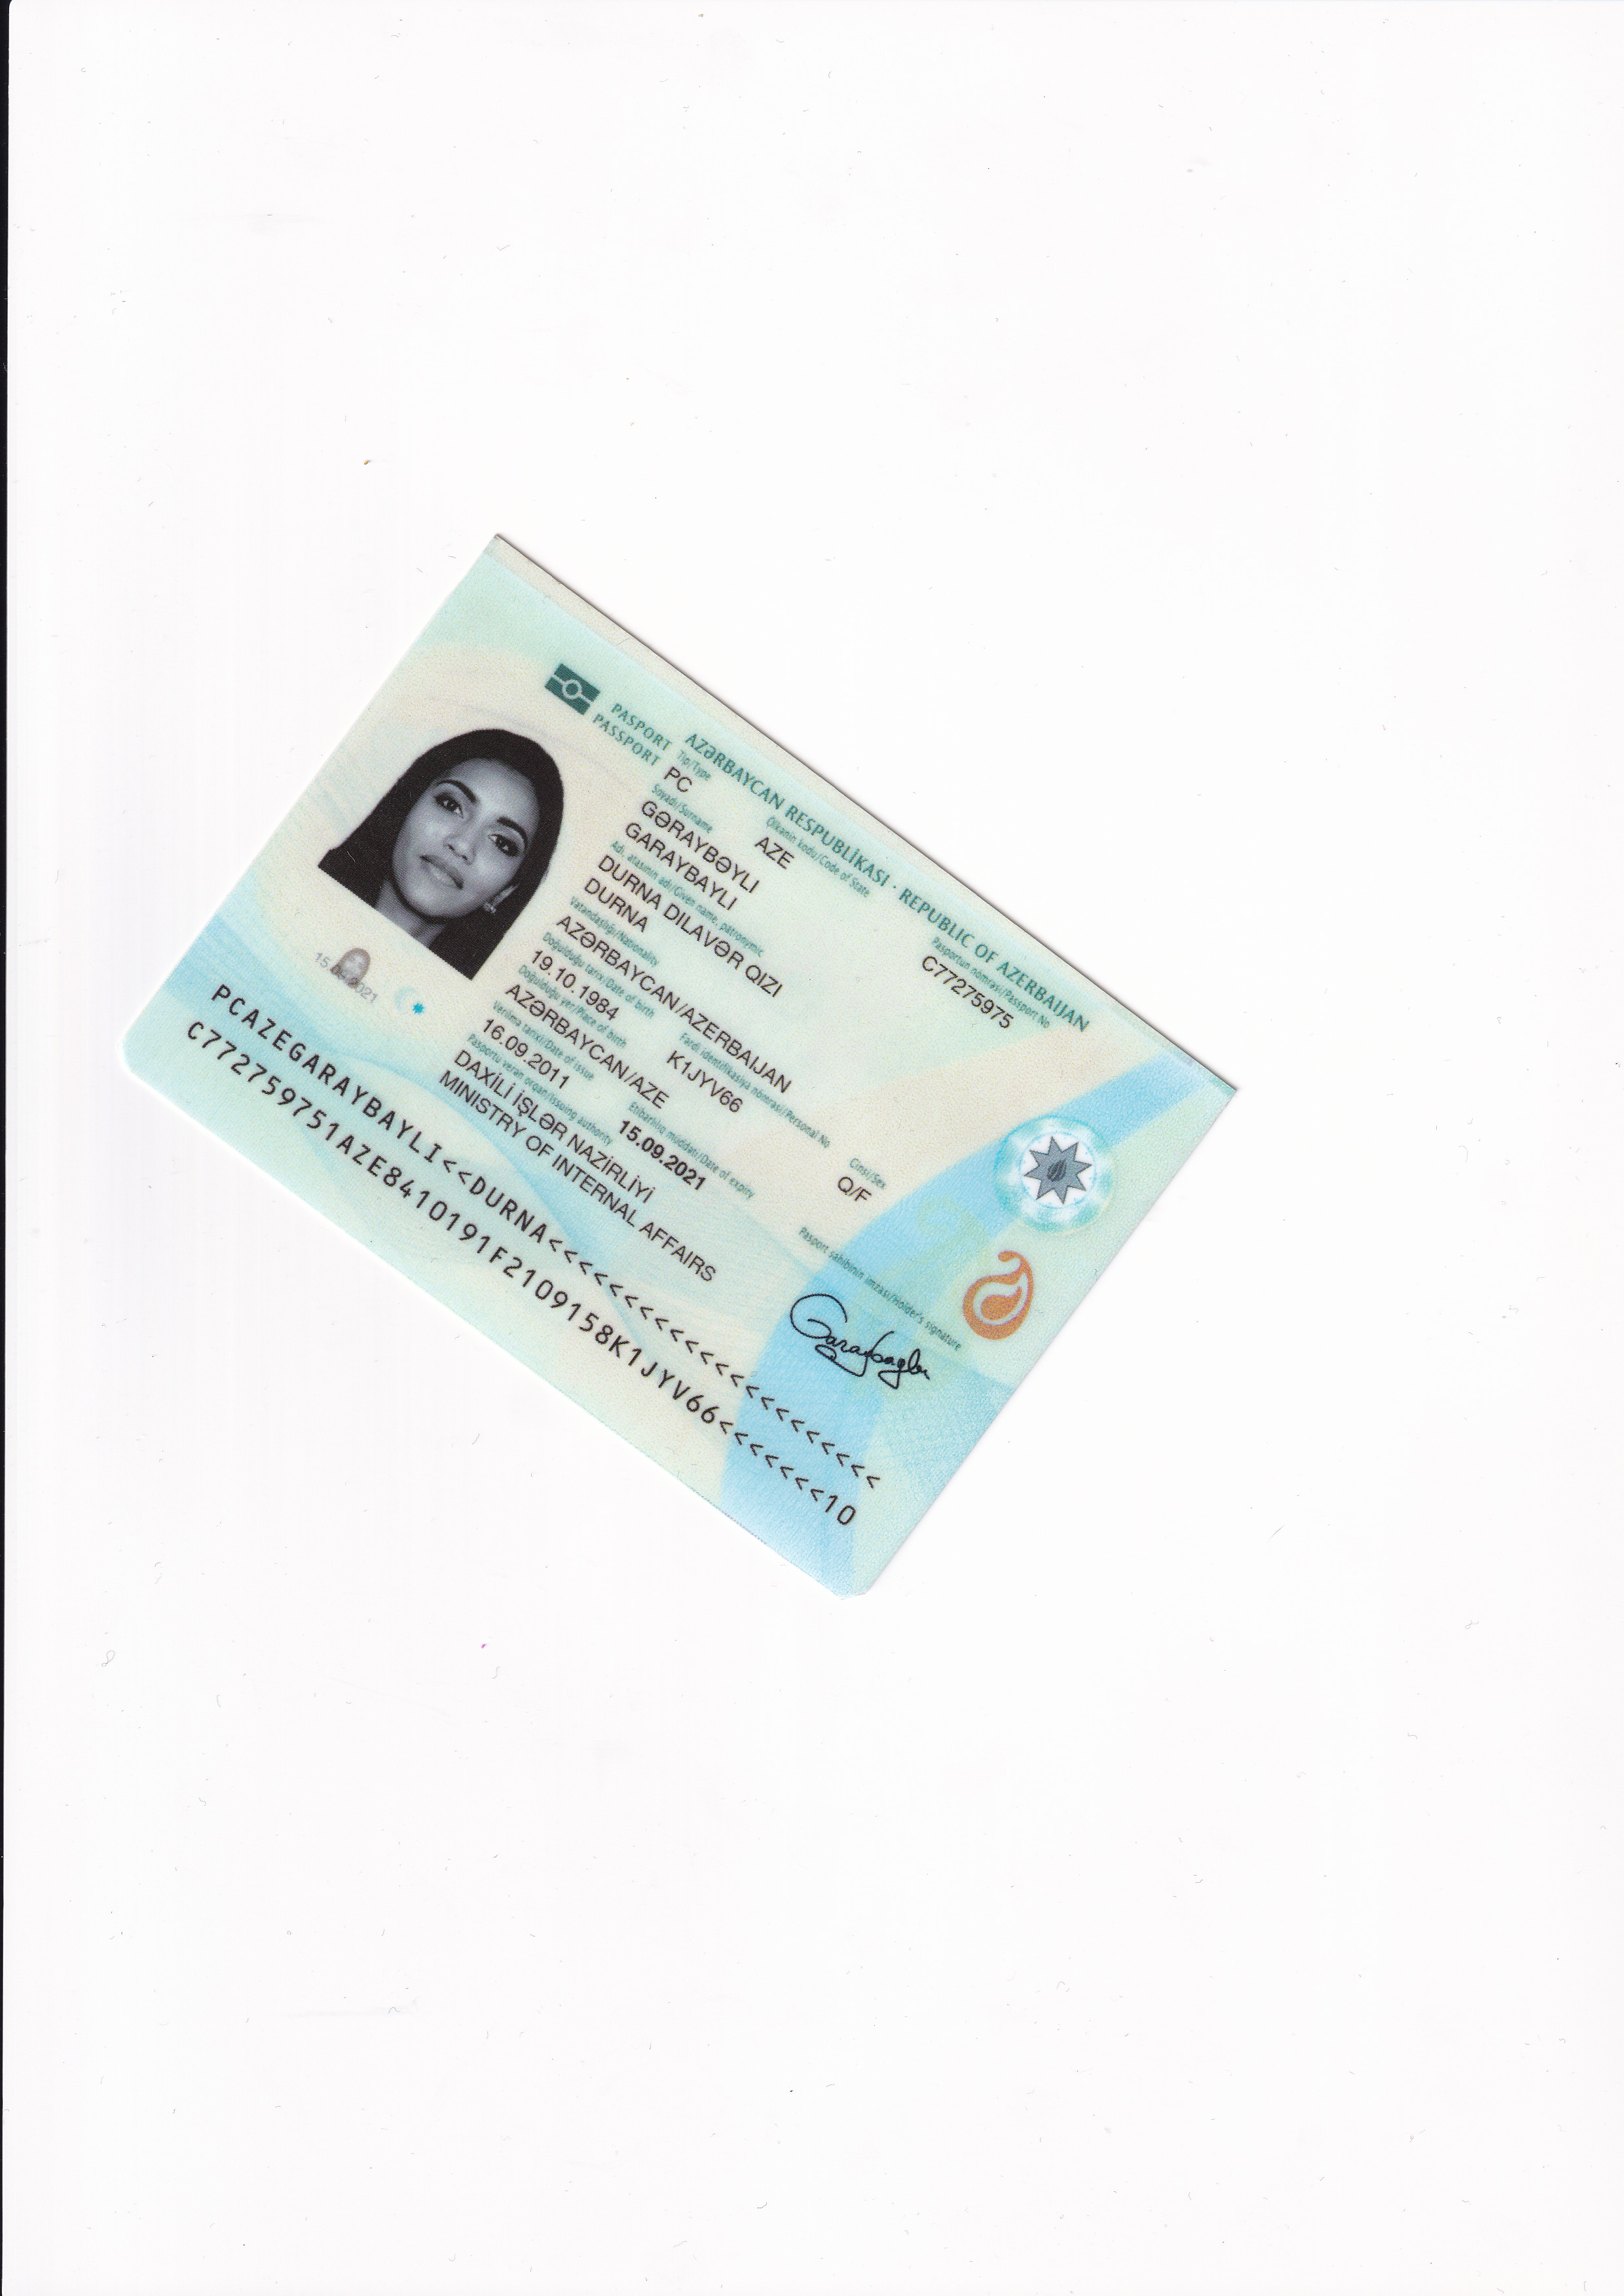 AZƏRBAYCAN RESPUBLİKASI · REPUBLIC OF AZERBAIJAN
PASPORT
PASSPORT
Tip/Type
PC
Ölkənin kodu/Code of State
AZE
Pasportun nömrəsi/Passport No
C77275975
Soyadı/Surname
GƏRAYBƏYLI
GARAYBAYLI
Adı, atasının adı/Given name, patronymic
DURNA DILAVƏR QIZI
DURNA
Vətəndaşlığı/Nationality
AZƏRBAYCAN/AZERBAIJAN
Doğulduğu tarix/Date of birth
19.10.1984
Fərdi identifikasiya nömrəsi/Personal No
K1JYV66
Doğulduğu yer/Place of birth
AZƏRBAYCAN/AZE
Cinsi/Sex
Q/F
Verilmə tarixi/Date of issue
16.09.2011
Etibarlılıq müddəti/Date of expiry
15.09.2021
Pasportu verən orqan/Issuing authority
DAXİLİ İŞLƏR NAZİRLİYİ
MINISTRY OF INTERNAL AFFAIRS
Pasport sahibinin imzası/Holder's signature
15.09.2021
PCAZEGARAYBAYLI<<DURNA<<<<<<<<<<<<<<<<<<<<<<
C772759751AZE8410191F2109158K1JYV66<<<<<<<10